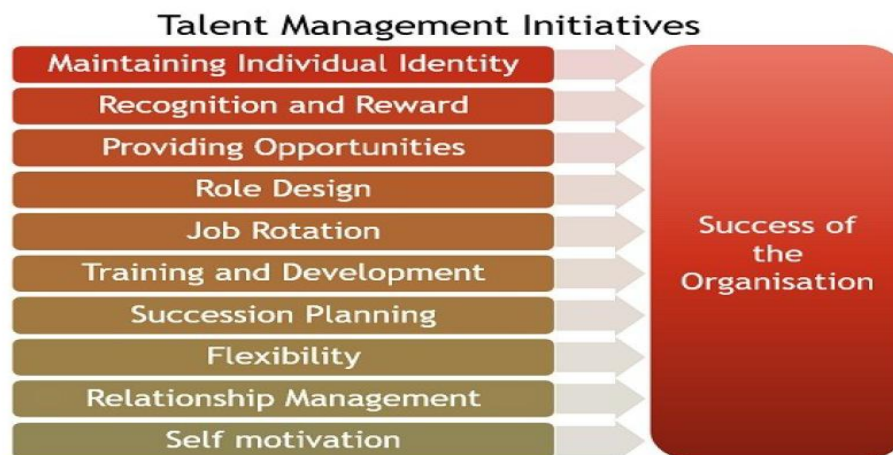 Talent Management Initiatives
Maintaining Individual Identity
Recognition and Reward
Providing Opportunities
Role Design
Job Rotation
Training and Development
Succession Planning
Flexibility
Relationship Management
Self motivation
Success of
the
Organisation